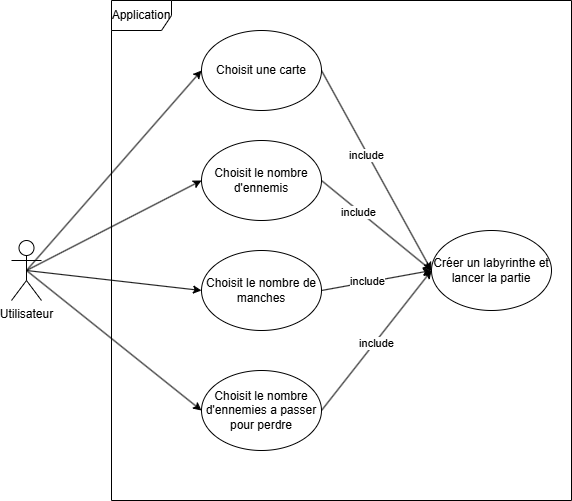 Application
Choisit une carte
include
Choisit le nombre
d'ennemis
include
Créer un labyrinthe et
lancer la partie
Choisit le nombre de
manches
include
Utilisateur
include
Choisit le nombre
d'ennemies a passer
pour perdre